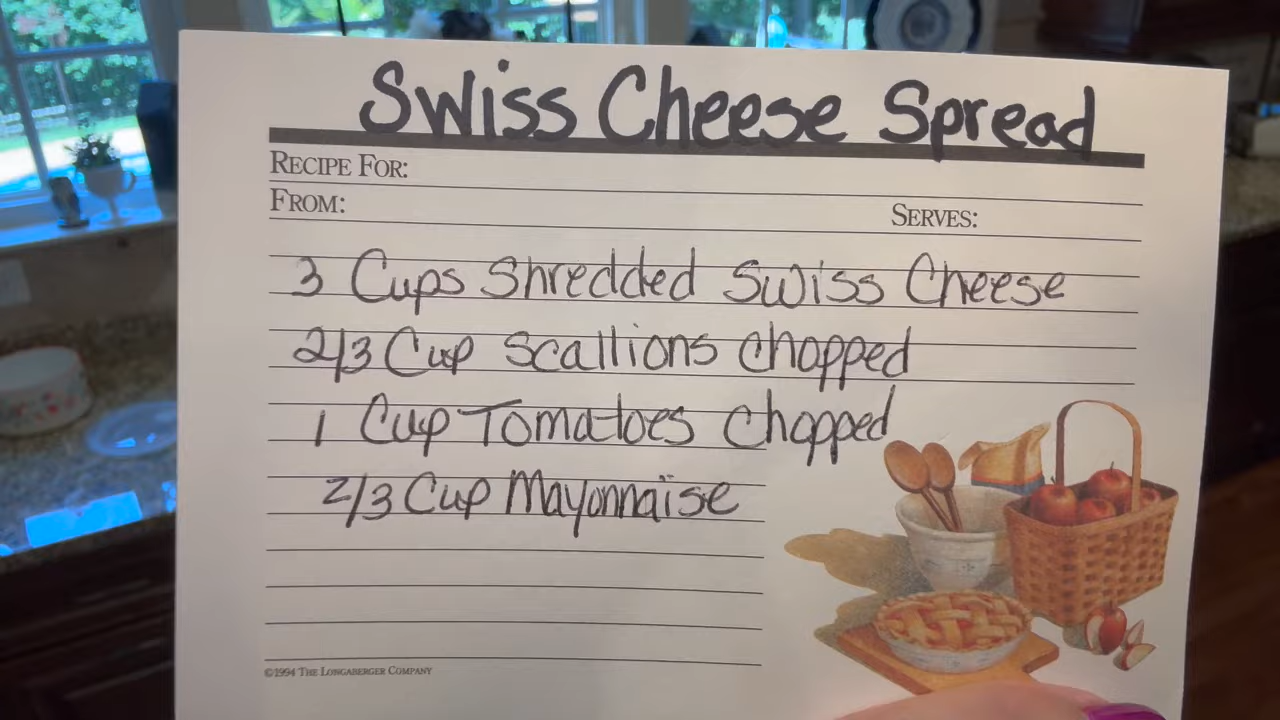 Swiss Cheese Spread
RECIPE FOR:
FROM:
SERVES:
3 Cups Shredded Swiss Cheese
2/3 Cup Scallions Chopped
1 Cup Tomatoes Chopped
2/3 Cup Mayonnaise
©1994 THE LONGABERGER COMPANY